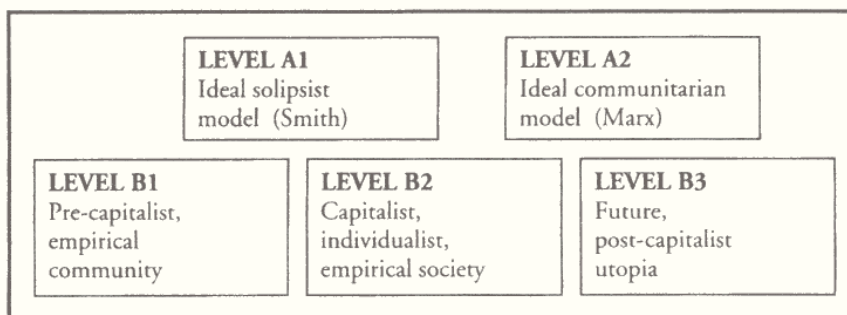 LEVEL A1
Ideal solipsist
model (Smith)
LEVEL A2
Ideal communitarian
model (Marx)
LEVEL B1
Pre-capitalist,
empirical
community
LEVEL B2
Capitalist,
individualist,
empirical society
LEVEL B3
Future,
post-capitalist
utopia